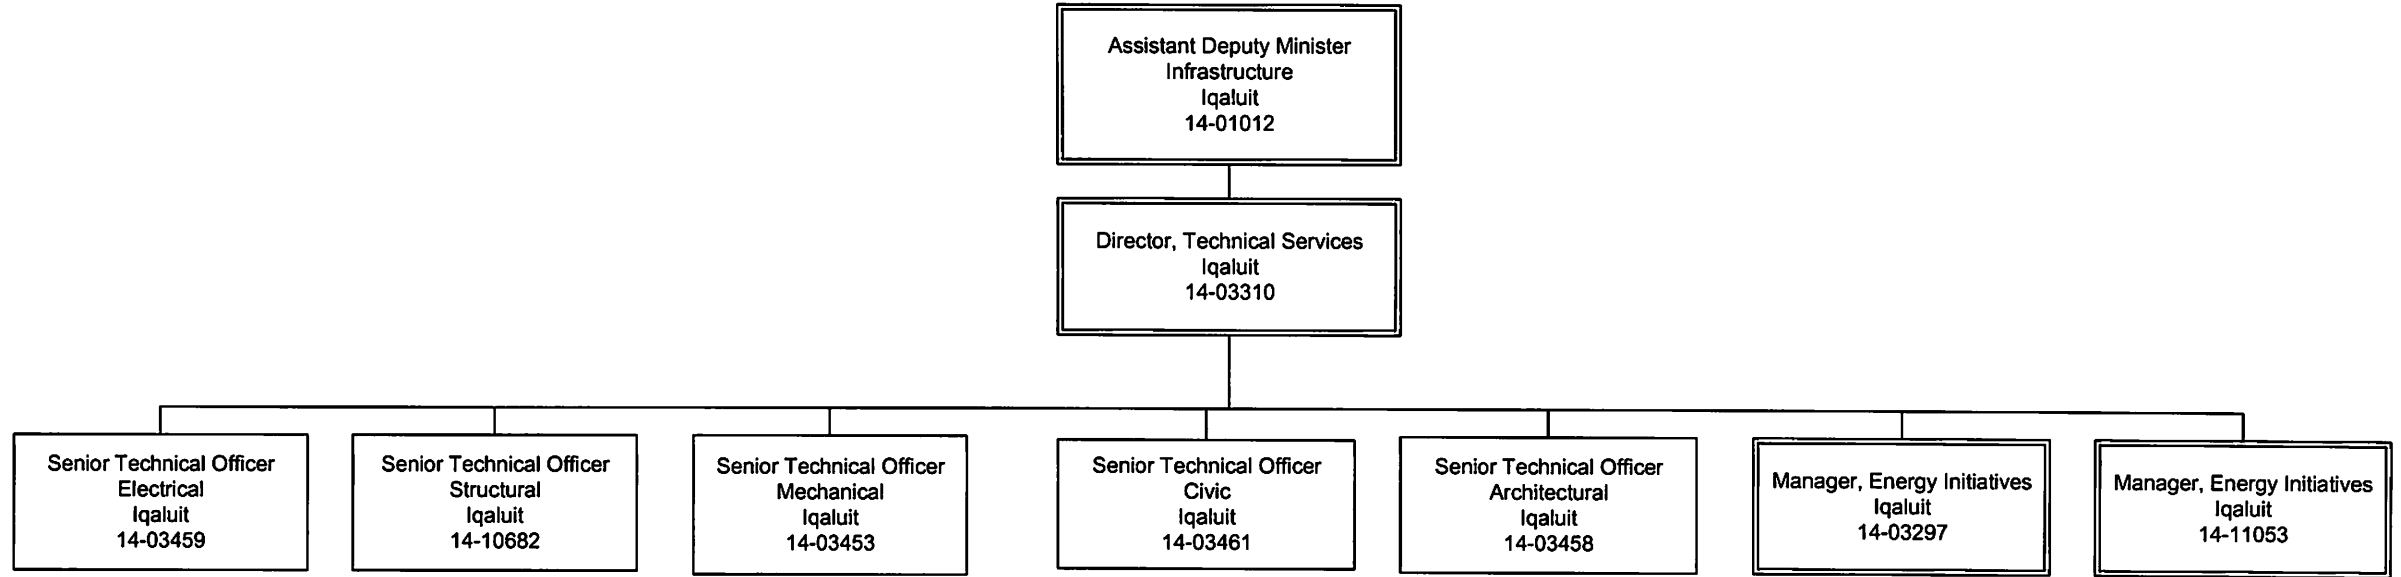 Assistant Deputy Minister
Infrastructure
Iqaluit
14-01012
Director, Technical Services
Iqaluit
14-03310
Senior Technical Officer
Electrical
Iqaluit
14-03459
Senior Technical Officer
Structural
Iqaluit
14-10682
Senior Technical Officer
Mechanical
Iqaluit
14-03453
Senior Technical Officer
Civic
Iqaluit
14-03461
Senior Technical Officer
Architectural
Iqaluit
14-03458
Manager, Energy Initiatives
Iqaluit
14-03297
Manager, Energy Initiatives
Iqaluit
14-11053